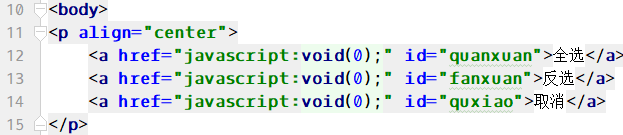 10 <body>
11 <p align="center">
12     <a href="javascript:void(0);" id="quanxuan">全选</a>
13     <a href="javascript:void(0);" id="fanxuan">反选</a>
14     <a href="javascript:void(0);" id="quxiao">取消</a>
15 </p>